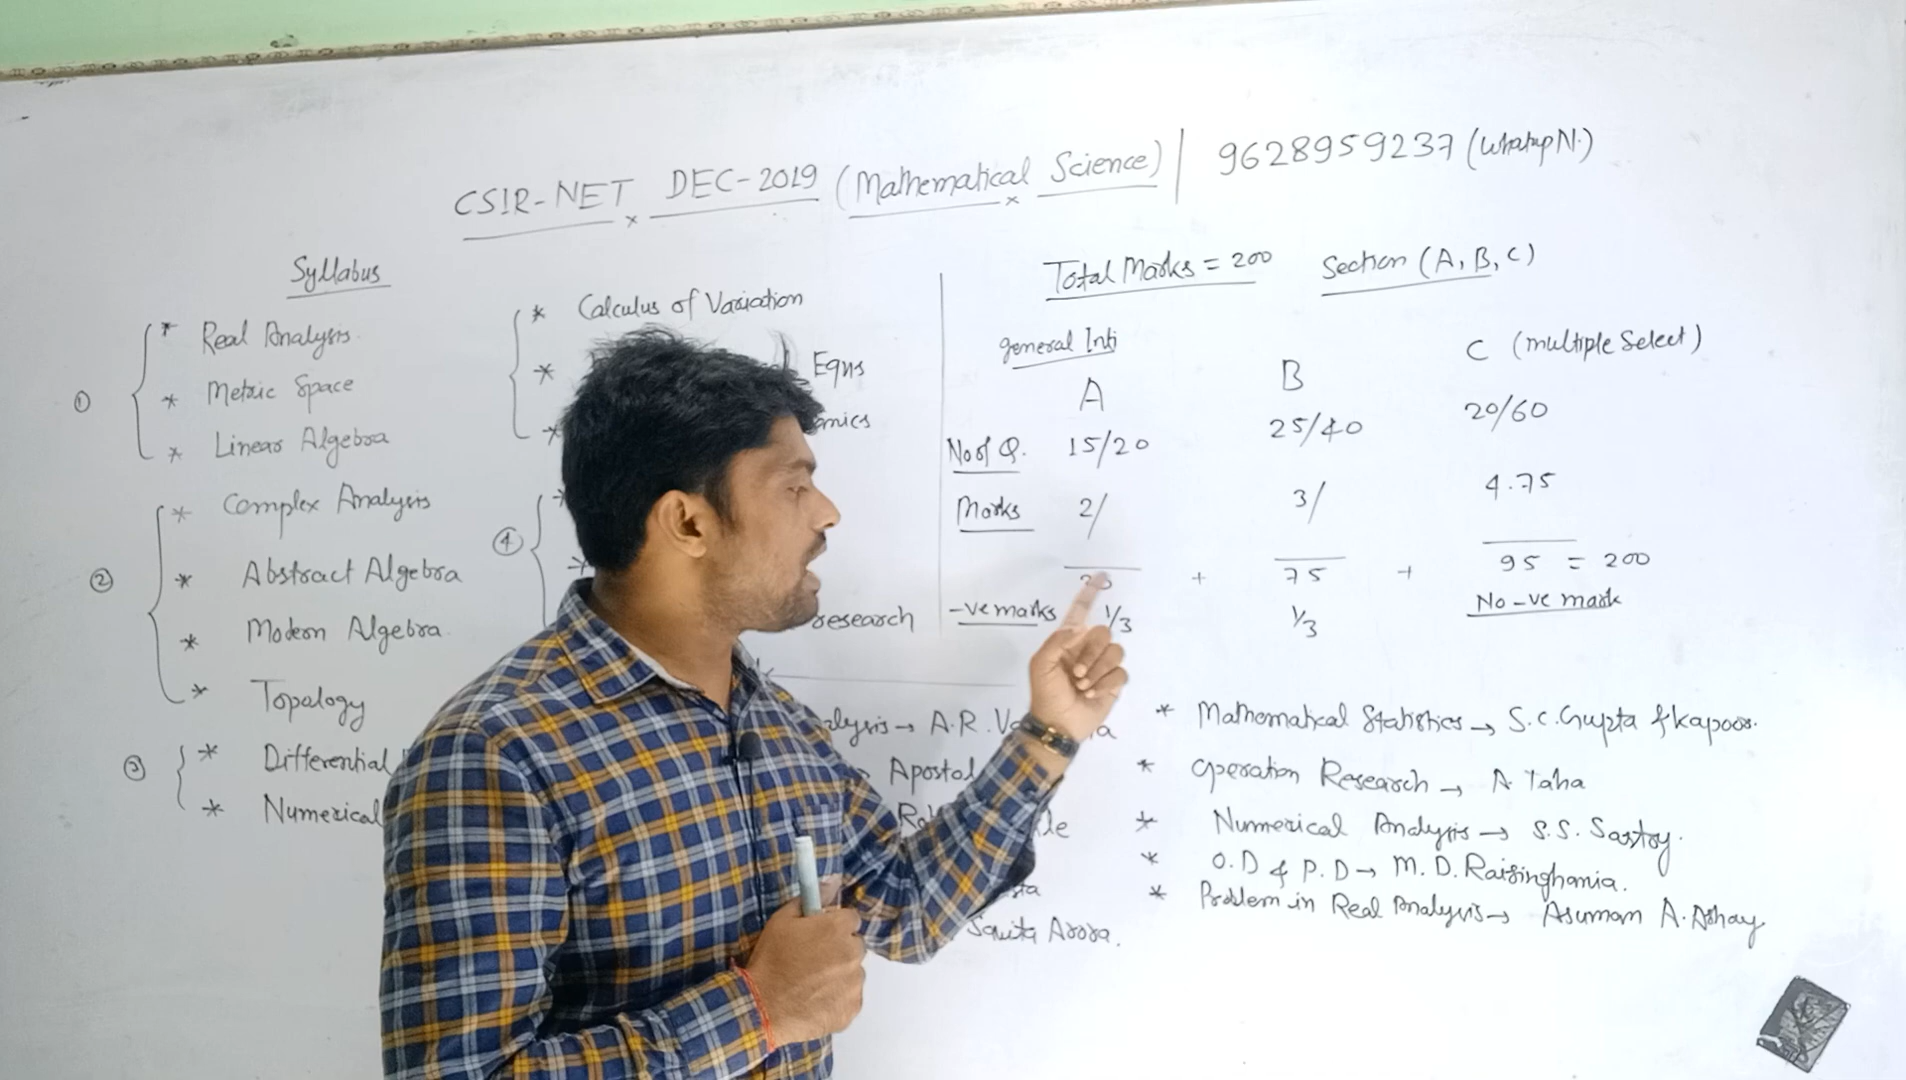 CSIR-NET DEC-2019 (Mathematical Science) | 9628959237 (WhatupN.)
Syllabus
① * Real Analysis
* Metric Space
* Linear Algebra
② * Complex Analysis
* Abstract Algebra
* Modern Algebra
* Topology
③ * Differential
* Numerical
* Calculus of Variation
* Equs
*
④ *
*
research
Total Marks = 200 Section (A, B, C)
general Inti
A B C (multiple Select)
No of Q. 15/20 25/40 20/60
Marks 2/ 3/ 4.75
+ 75 + 95 = 200
-ve marks 1/3 1/3 No -ve mark
A.R.
Apostol
Arora.
* Mathematical Statistics → S.C. Gupta & Kapoor.
* Operation Research → A Taha
* Numerical Analysis → S.S. Sastry.
* O.D & P.D → M.D. Raisinghania.
* Problem in Real Analysis → Asuman A.